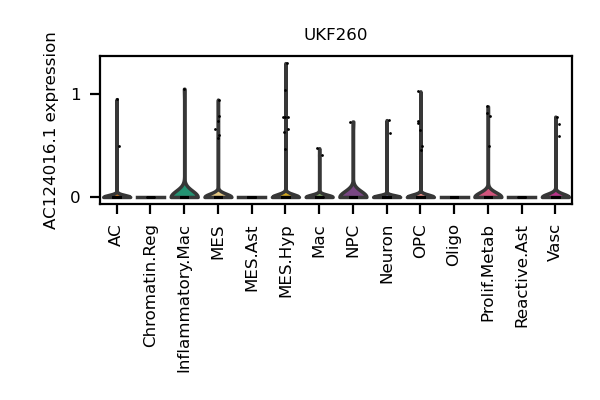 UKF260
AC124016.1 expression
1
0
AC
Chromatin.Reg
Inflammatory.Mac
MES
MES.Ast
MES.Hyp
Mac
NPC
Neuron
OPC
Oligo
Prolif.Metab
Reactive.Ast
Vasc